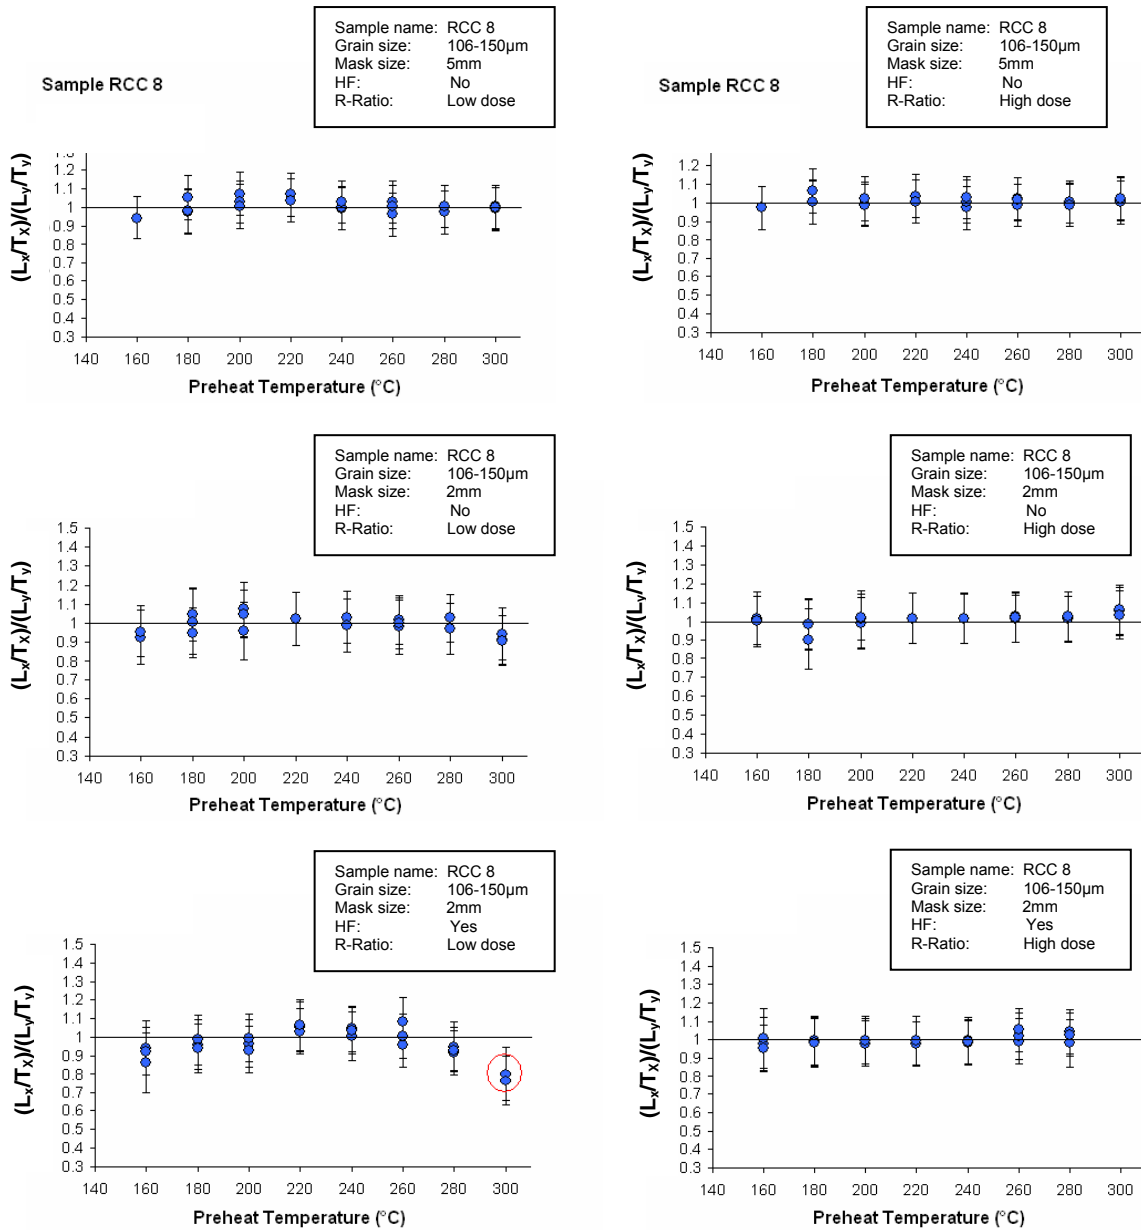 Sample name: RCC 8
Grain size: 106-150µm
Mask size: 5mm
HF: No
R-Ratio: Low dose
Sample RCC 8
(Lx/Tx)/(Ly/Ty)
1.3
1.2
1.1
1
0.9
0.8
0.7
0.6
0.5
0.4
0.3
140 160 180 200 220 240 260 280 300
Preheat Temperature (°C)
Sample name: RCC 8
Grain size: 106-150µm
Mask size: 5mm
HF: No
R-Ratio: High dose
Sample RCC 8
(Lx/Tx)/(Ly/Ty)
1.2
1.1
1
0.9
0.8
0.7
0.6
0.5
0.4
0.3
140 160 180 200 220 240 260 280 300
Preheat Temperature (°C)
Sample name: RCC 8
Grain size: 106-150µm
Mask size: 2mm
HF: No
R-Ratio: Low dose
(Lx/Tx)/(Ly/Ty)
1.5
1.4
1.3
1.2
1.1
1
0.9
0.8
0.7
0.6
0.5
0.4
0.3
140 160 180 200 220 240 260 280 300
Preheat Temperature (°C)
Sample name: RCC 8
Grain size: 106-150µm
Mask size: 2mm
HF: No
R-Ratio: High dose
(Lx/Tx)/(Ly/Ty)
1.5
1.4
1.3
1.2
1.1
1
0.9
0.8
0.7
0.6
0.5
0.4
0.3
140 160 180 200 220 240 260 280 300
Preheat Temperature (°C)
Sample name: RCC 8
Grain size: 106-150µm
Mask size: 2mm
HF: Yes
R-Ratio: Low dose
(Lx/Tx)/(Ly/Ty)
1.5
1.4
1.3
1.2
1.1
1
0.9
0.8
0.7
0.6
0.5
0.4
0.3
140 160 180 200 220 240 260 280 300
Preheat Temperature (°C)
Sample name: RCC 8
Grain size: 106-150µm
Mask size: 2mm
HF: Yes
R-Ratio: High dose
(Lx/Tx)/(Ly/Ty)
1.5
1.4
1.3
1.2
1.1
1
0.9
0.8
0.7
0.6
0.5
0.4
0.3
140 160 180 200 220 240 260 280 300
Preheat Temperature (°C)